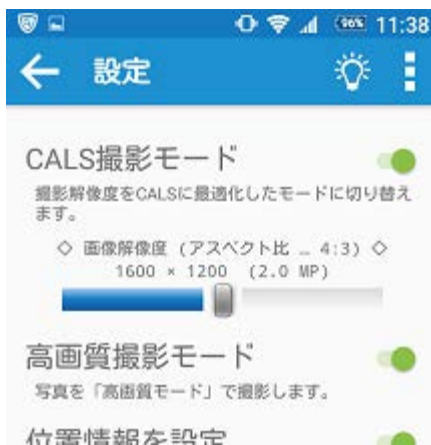 96% 11:38
設定
CALS撮影モード
撮影解像度をCALSに最適化したモードに切り替え
ます。
◇ 画像解像度 (アスペクト比 … 4:3) ◇
1600 × 1200 (2.0 MP)
高画質撮影モード
写真を「高画質モード」で撮影します。
位置情報を設定